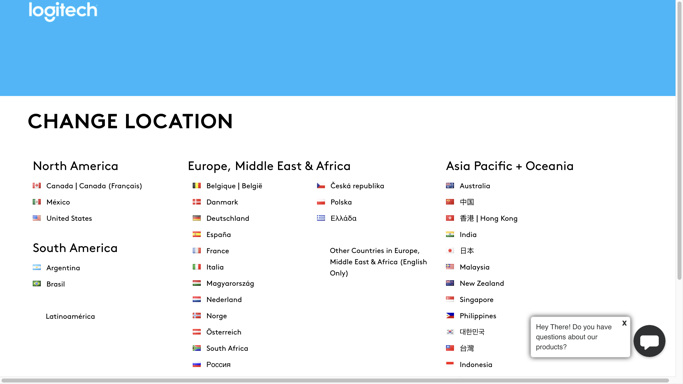 logitech
CHANGE LOCATION
North America
Canada | Canada (Français)
México
United States
South America
Argentina
Brasil
Latinoamérica
Europe, Middle East & Africa
Belgique | België
Danmark
Deutschland
España
France
Italia
Magyarország
Nederland
Norge
Österreich
South Africa
Россия
Česká republika
Polska
Ελλάδα
Other Countries in Europe,
Middle East & Africa (English
Only)
Asia Pacific + Oceania
Australia
中国
香港 | Hong Kong
India
日本
Malaysia
New Zealand
Singapore
Philippines
대한민국
台灣
Indonesia
Hey There! Do you have
questions about our
products?
X